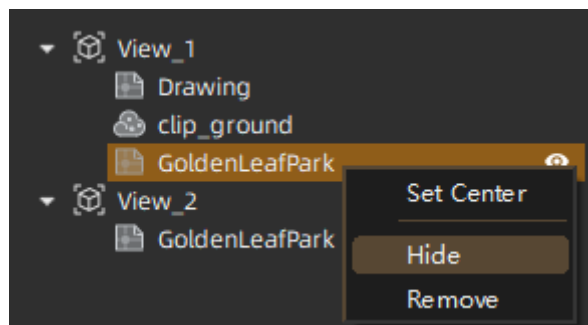 View_1
Drawing
clip_ground
GoldenLeafPark
View_2
GoldenLeafPark
Set Center
Hide
Remove